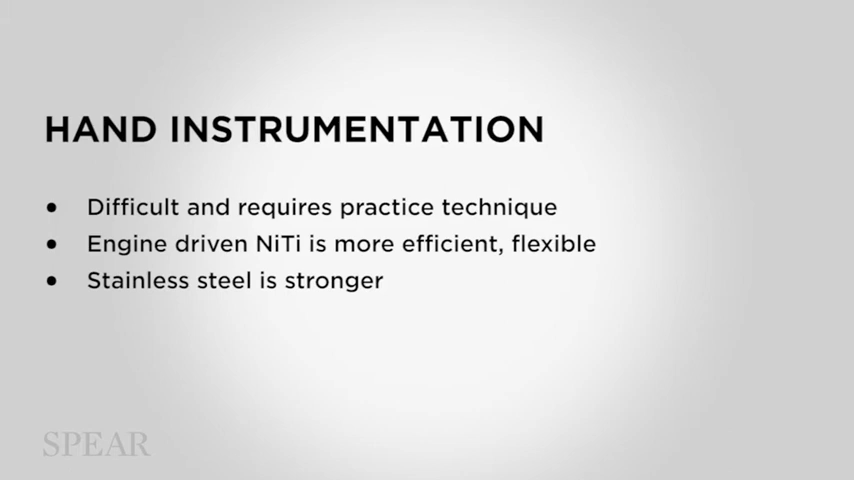 HAND INSTRUMENTATION
● Difficult and requires practice technique
● Engine driven NiTi is more efficient, flexible
● Stainless steel is stronger
SPEAR